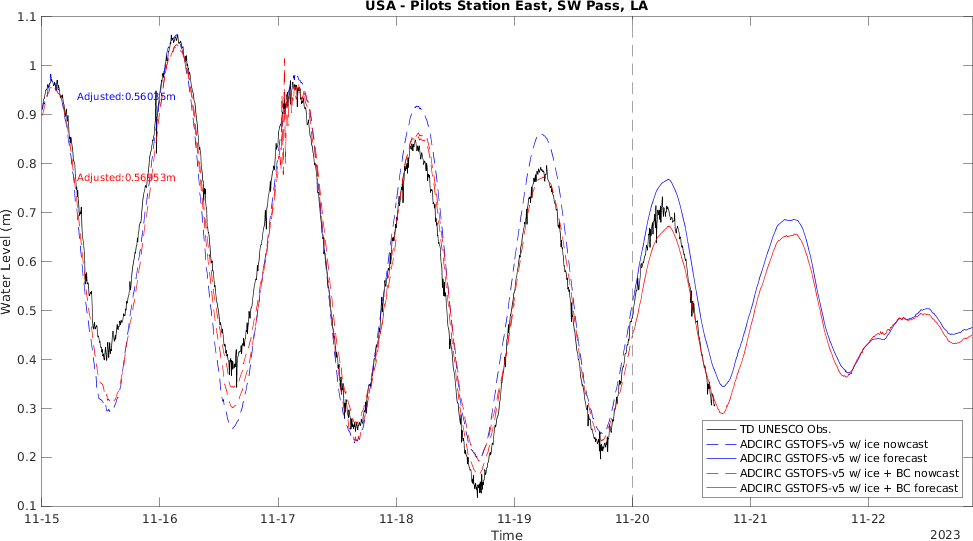 USA - Pilots Station East, SW Pass, LA
1.1
1
0.9
0.8
0.7
0.6
0.5
0.4
0.3
0.2
0.1
Water Level (m)
Adjusted:0.56035m
Adjusted:0.56953m
TD UNESCO Obs.
ADCIRC GSTOFS-v5 w/ ice nowcast
ADCIRC GSTOFS-v5 w/ ice forecast
ADCIRC GSTOFS-v5 w/ ice + BC nowcast
ADCIRC GSTOFS-v5 w/ ice + BC forecast
11-15 11-16 11-17 11-18 11-19 11-20 11-21 11-22
Time
2023